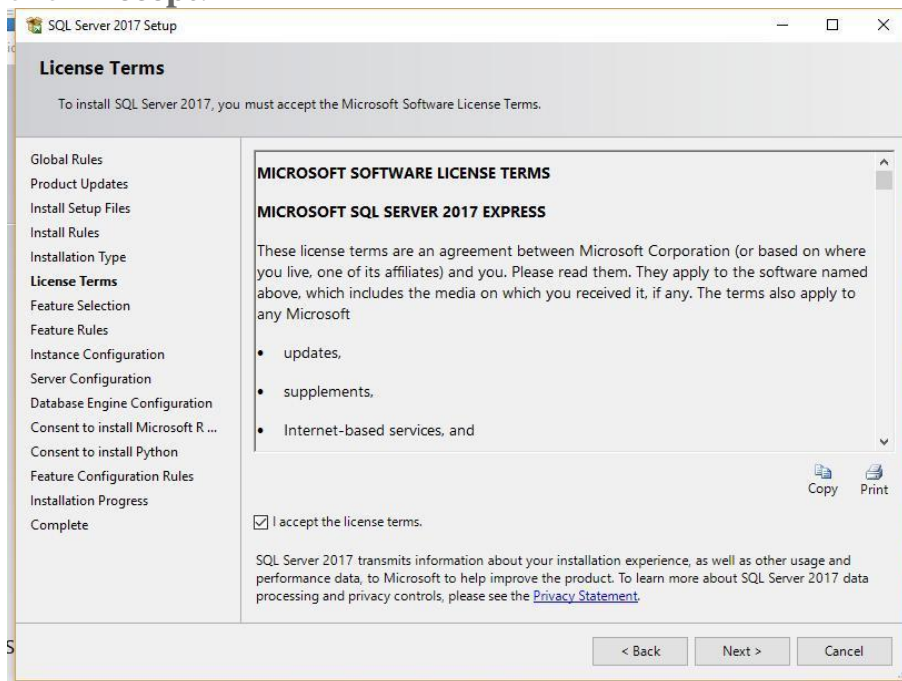 SQL Server 2017 Setup
License Terms
To install SQL Server 2017, you must accept the Microsoft Software License Terms.
Global Rules
Product Updates
Install Setup Files
Install Rules
Installation Type
License Terms
Feature Selection
Feature Rules
Instance Configuration
Server Configuration
Database Engine Configuration
Consent to install Microsoft R ...
Consent to install Python
Feature Configuration Rules
Installation Progress
Complete
MICROSOFT SOFTWARE LICENSE TERMS
MICROSOFT SQL SERVER 2017 EXPRESS
These license terms are an agreement between Microsoft Corporation (or based on where
you live, one of its affiliates) and you. Please read them. They apply to the software named
above, which includes the media on which you received it, if any. The terms also apply to
any Microsoft
• updates,
• supplements,
• Internet-based services, and
Copy Print
I accept the license terms.
SQL Server 2017 transmits information about your installation experience, as well as other usage and
performance data, to Microsoft to help improve the product. To learn more about SQL Server 2017 data
processing and privacy controls, please see the Privacy Statement.
< Back Next > Cancel